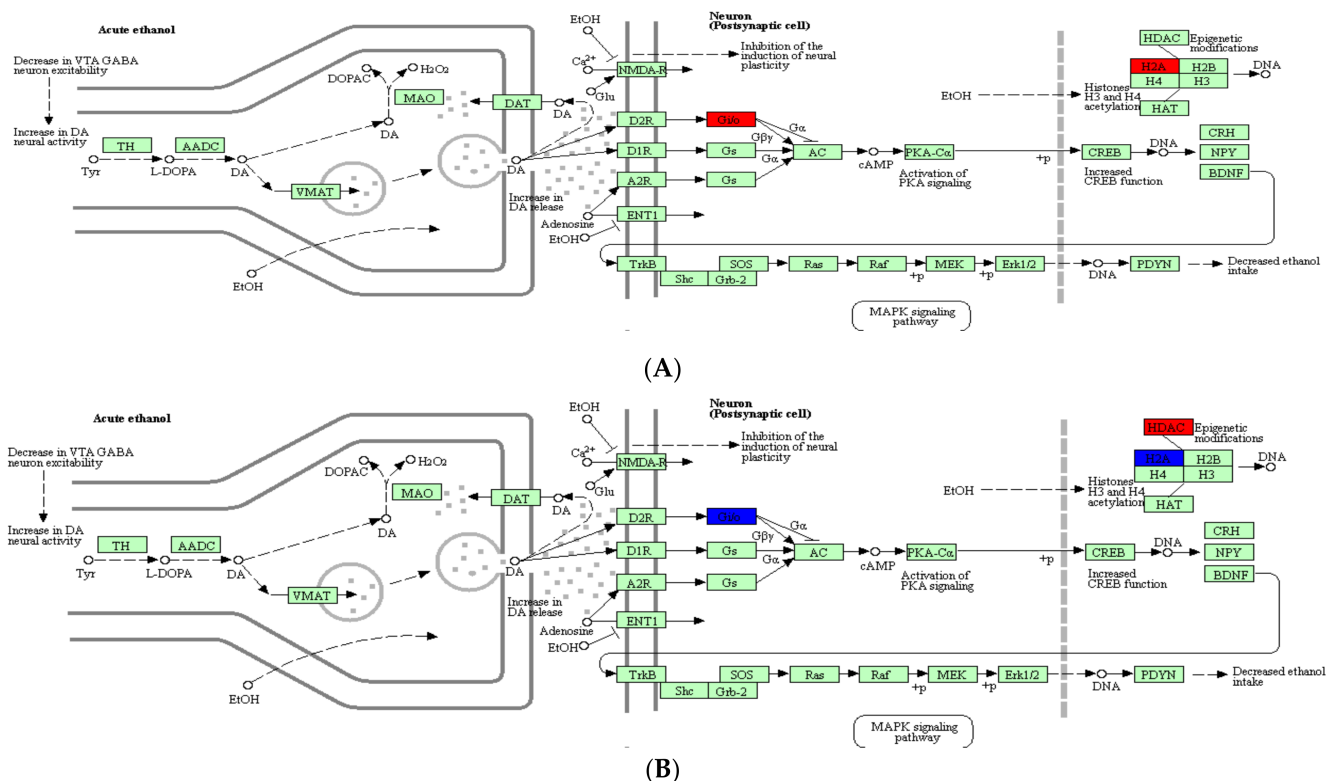 Acute ethanol
Decrease in VTA GABA
neuron excitability
Increase in DA
neural activity
TH
AADC
Tyr
L-DOPA
DA
DOPAC
H₂O₂
MAO
DA
VMAT
EtOH
DAT
DA
DA
Increase in
DA release
EtOH
Ca²⁺
Glu
Adenosine
EtOH
Neuron
(Postsynaptic cell)
NMDA-R
Inhibition of the
induction of neural
plasticity
D2R
Gi/o
Gα
Gβγ
D1R
Gs
Gα
AC
cAMP
PKA-Cα
Activation of
PKA signaling
+p
A2R
Gs
ENT1
EtOH
HDAC
Epigenetic
modifications
H2A
H2B
H4
H3
DNA
Histones
H3 and H4
acetylation
HAT
CREB
Increased
CREB function
DNA
CRH
NPY
BDNF
TrkB
Shc
Grb-2
SOS
Ras
Raf
+p
MEK
+p
Erk1/2
DNA
PDYN
Decreased ethanol
intake
MAPK signaling
pathway
(A)
Acute ethanol
Decrease in VTA GABA
neuron excitability
Increase in DA
neural activity
TH
AADC
Tyr
L-DOPA
DA
DOPAC
H₂O₂
MAO
DA
VMAT
EtOH
DAT
DA
DA
Increase in
DA release
EtOH
Ca²⁺
Glu
Adenosine
EtOH
Neuron
(Postsynaptic cell)
NMDA-R
Inhibition of the
induction of neural
plasticity
D2R
Gi/o
Gα
Gβγ
D1R
Gs
Gα
AC
cAMP
PKA-Cα
Activation of
PKA signaling
+p
A2R
Gs
ENT1
EtOH
HDAC
Epigenetic
modifications
H2A
H2B
H4
H3
DNA
Histones
H3 and H4
acetylation
HAT
CREB
Increased
CREB function
DNA
CRH
NPY
BDNF
TrkB
Shc
Grb-2
SOS
Ras
Raf
+p
MEK
+p
Erk1/2
DNA
PDYN
Decreased ethanol
intake
MAPK signaling
pathway
(B)